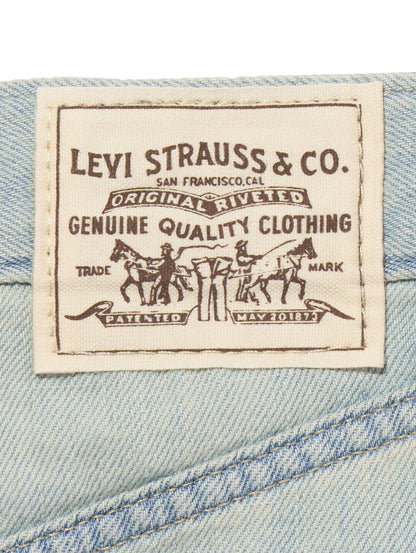 LEVI STRAUSS & CO.
SAN FRANCISCO, CAL
ORIGINAL RIVETED
GENUINE QUALITY CLOTHING
TRADE MARK
PATENTED MAY 20 1873